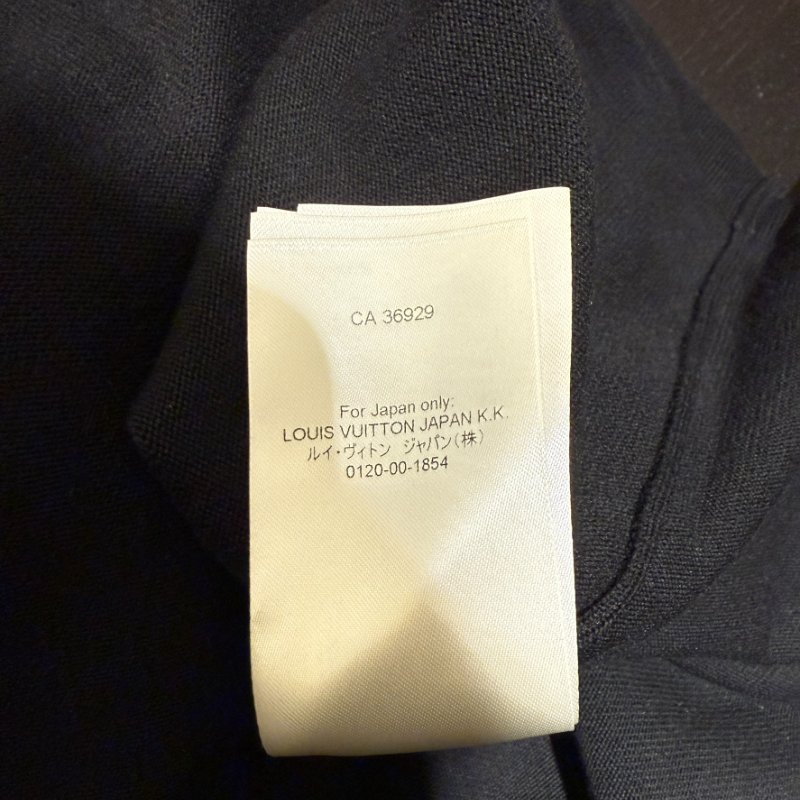 CA 36929
For Japan only:
LOUIS VUITTON JAPAN K.K.
ルイ・ヴィトン ジャパン(株)
0120-00-1854